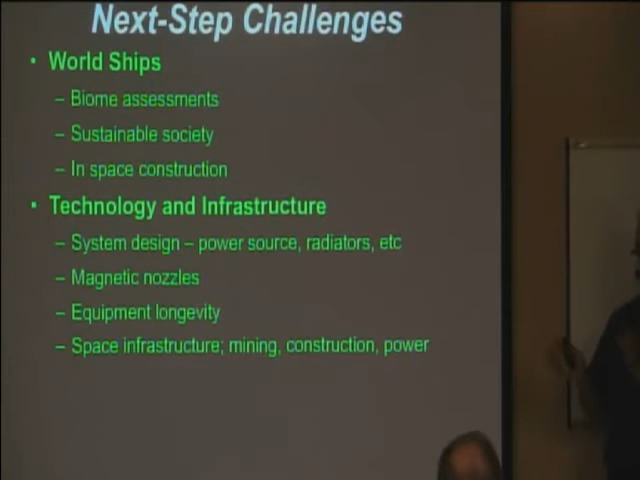 Next-Step Challenges
• World Ships
– Biome assessments
– Sustainable society
– In space construction
• Technology and Infrastructure
– System design – power source, radiators, etc
– Magnetic nozzles
– Equipment longevity
– Space infrastructure; mining, construction, power